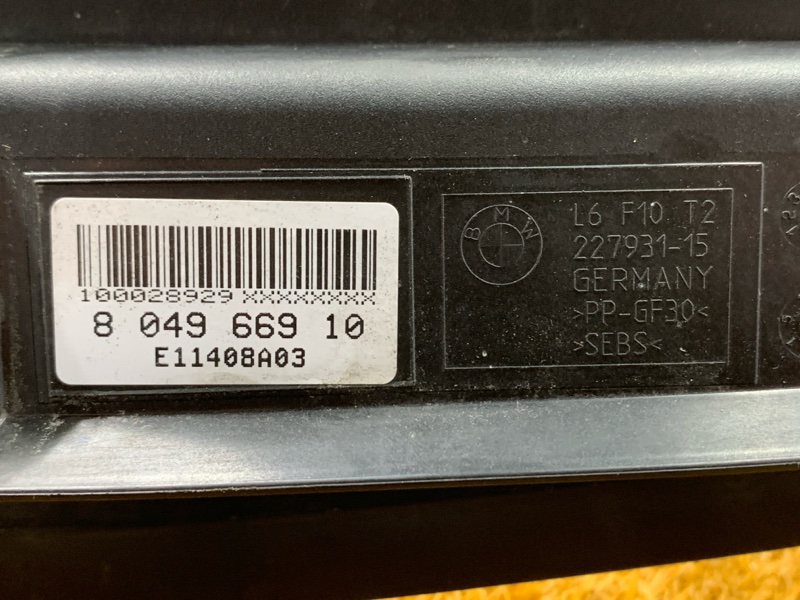 100028929 XXXXXXXX
8 049 669 10
E11408A03
BMW
L6 F10 T2
227931-15
GERMANY
>PP-GF30<
>SEBS<